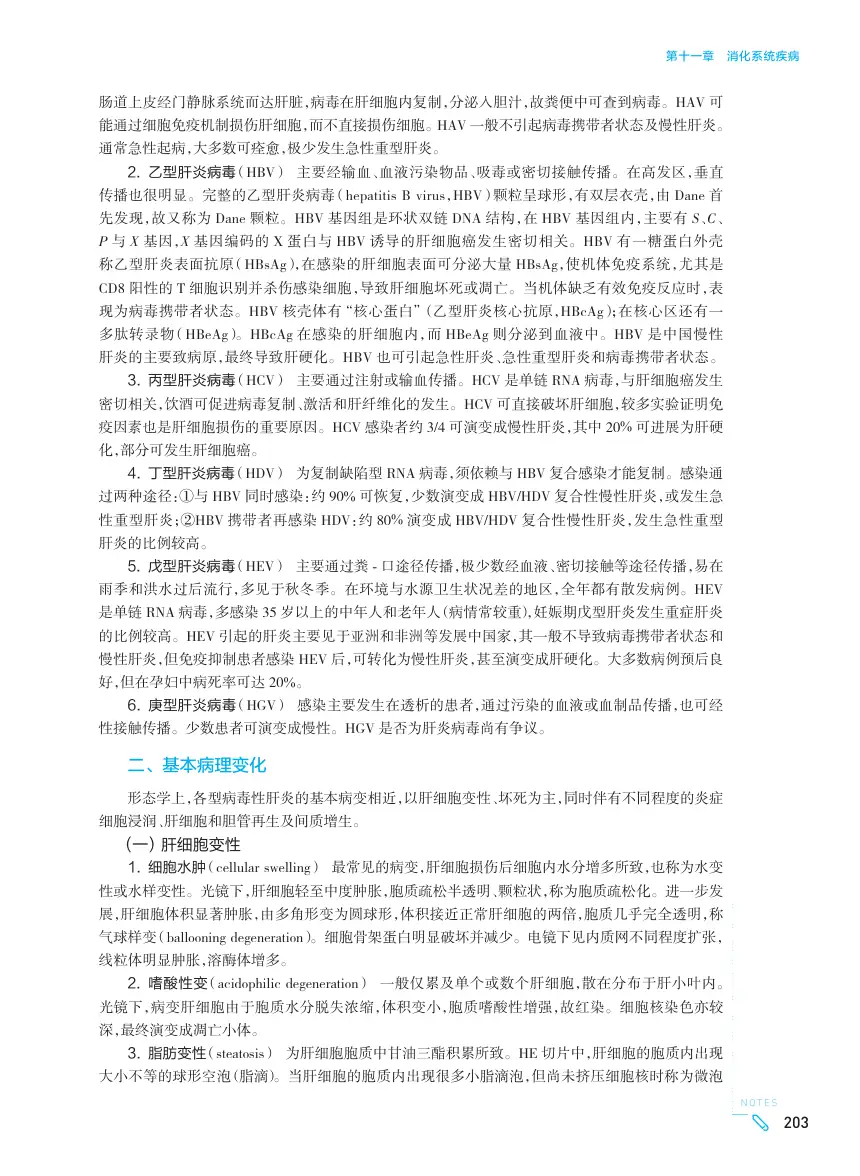 第十一章 消化系统疾病
肠道上皮经门静脉系统而达肝脏,病毒在肝细胞内复制,分泌入胆汁,故粪便中可查到病毒。HAV 可
能通过细胞免疫机制损伤肝细胞,而不直接损伤细胞。HAV 一般不引起病毒携带者状态及慢性肝炎。
通常急性起病,大多数可痊愈,极少发生急性重型肝炎。
2. 乙型肝炎病毒(HBV) 主要经输血、血液污染物品、吸毒或密切接触传播。在高发区,垂直
传播也很明显。完整的乙型肝炎病毒(hepatitis B virus,HBV)颗粒呈球形,有双层衣壳,由 Dane 首
先发现,故又称为 Dane 颗粒。HBV 基因组是环状双链 DNA 结构,在 HBV 基因组内,主要有 S、C、
P 与 X 基因,X 基因编码的 X 蛋白与 HBV 诱导的肝细胞癌发生密切相关。HBV 有一糖蛋白外壳
称乙型肝炎表面抗原(HBsAg),在感染的肝细胞表面可分泌大量 HBsAg,使机体免疫系统,尤其是
CD8 阳性的 T 细胞识别并杀伤感染细胞,导致肝细胞坏死或凋亡。当机体缺乏有效免疫反应时,表
现为病毒携带者状态。HBV 核壳体有“核心蛋白”(乙型肝炎核心抗原,HBcAg);在核心区还有一
多肽转录物(HBeAg)。HBcAg 在感染的肝细胞内,而 HBeAg 则分泌到血液中。HBV 是中国慢性
肝炎的主要致病原,最终导致肝硬化。HBV 也可引起急性肝炎、急性重型肝炎和病毒携带者状态。
3. 丙型肝炎病毒(HCV) 主要通过注射或输血传播。HCV 是单链 RNA 病毒,与肝细胞癌发生
密切相关,饮酒可促进病毒复制、激活和肝纤维化的发生。HCV 可直接破坏肝细胞,较多实验证明免
疫因素也是肝细胞损伤的重要原因。HCV 感染者约 3/4 可演变成慢性肝炎,其中 20% 可进展为肝硬
化,部分可发生肝细胞癌。
4. 丁型肝炎病毒(HDV) 为复制缺陷型 RNA 病毒,须依赖与 HBV 复合感染才能复制。感染通
过两种途径:①与 HBV 同时感染:约 90% 可恢复,少数演变成 HBV/HDV 复合性慢性肝炎,或发生急
性重型肝炎;②HBV 携带者再感染 HDV:约 80% 演变成 HBV/HDV 复合性慢性肝炎,发生急性重型
肝炎的比例较高。
5. 戊型肝炎病毒(HEV) 主要通过粪 - 口途径传播,极少数经血液、密切接触等途径传播,易在
雨季和洪水过后流行,多见于秋冬季。在环境与水源卫生状况差的地区,全年都有散发病例。HEV
是单链 RNA 病毒,多感染 35 岁以上的中年人和老年人(病情常较重),妊娠期戊型肝炎发生重症肝炎
的比例较高。HEV 引起的肝炎主要见于亚洲和非洲等发展中国家,其一般不导致病毒携带者状态和
慢性肝炎,但免疫抑制患者感染 HEV 后,可转化为慢性肝炎,甚至演变成肝硬化。大多数病例预后良
好,但在孕妇中病死率可达 20%。
6. 庚型肝炎病毒(HGV) 感染主要发生在透析的患者,通过污染的血液或血制品传播,也可经
性接触传播。少数患者可演变成慢性。HGV 是否为肝炎病毒尚有争议。
二、基本病理变化
形态学上,各型病毒性肝炎的基本病变相近,以肝细胞变性、坏死为主,同时伴有不同程度的炎症
细胞浸润、肝细胞和胆管再生及间质增生。
(一) 肝细胞变性
1. 细胞水肿(cellular swelling) 最常见的病变,肝细胞损伤后细胞内水分增多所致,也称为水变
性或水样变性。光镜下,肝细胞轻至中度肿胀,胞质疏松半透明、颗粒状,称为胞质疏松化。进一步发
展,肝细胞体积显著肿胀,由多角形变为圆球形,体积接近正常肝细胞的两倍,胞质几乎完全透明,称
气球样变(ballooning degeneration)。细胞骨架蛋白明显破坏并减少。电镜下见内质网不同程度扩张,
线粒体明显肿胀,溶酶体增多。
2. 嗜酸性变(acidophilic degeneration) 一般仅累及单个或数个肝细胞,散在分布于肝小叶内。
光镜下,病变肝细胞由于胞质水分脱失浓缩,体积变小,胞质嗜酸性增强,故红染。细胞核染色亦较
深,最终演变成凋亡小体。
3. 脂肪变性(steatosis) 为肝细胞胞质中甘油三酯积累所致。HE 切片中,肝细胞的胞质内出现
大小不等的球形空泡(脂滴)。当肝细胞的胞质内出现很多小脂滴泡,但尚未挤压细胞核时称为微泡
NOTES
203